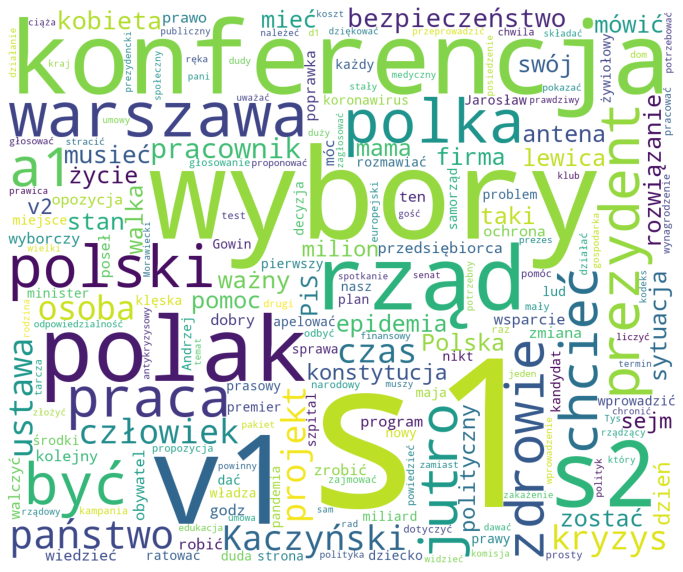 ciąża
kobieta
prawo
publiczny
koszt
mieć
należeć
d1
bezpieczeństwo
dziękować
przeprowadzić
chwila
składać
mówić
potrzebować
działanie
konferencja
kraj
prezydencki
społeczny
pani
ręka
dudy
medyczny
posiedzenie
pokazać
dom
każdy
swój
żywiołowy
poprawka
uważać
koronawirus
stały
Jarosław
prawdziwy
pracować
warszawa
umowy
stracić
głosować
prawica
polka
duży
zagłosować
antena
rozwiązanie
wynagrodzenie
a1
musieć
pracownik
mama
firma
lewica
głosowanie
proponować
móc
rozmawiać
klub
prezydent
życie
v2
opozycja
miejsce
wyborczy
wielki
stan
poseł
walka
Morawiecki
wybory
test
Gowin
decyzja
milion
europejski
ten
gość
samorząd
przedsiębiorca
problem
ochrona
prezes
taki
działać
gospodarka
polski
minister
ważny
pierwszy
nasz
plan
PiS
rząd
spotkanie
senat
potrzebny
pomóc
mały
lud
kodeks
sytuacja
osoba
klęska
pomoc
drugi
dobry
apelować
odbyć
epidemia
raz
wsparcie
zmiana
liczyć
odpowiedzialność
rodzina
antykryzysowy
Andrzej
polak
sprawa
czas
finansowy
Polska
nikt
jeden
kandydat
termin
ustawa
tarcza
złożyć
temat
praca
prasowy
narodowy
konstytucja
muszy
maja
zdrowie
chcieć
wprowadzić
chronić
Tyś
rządzący
sejm
człowiek
premier
projekt
szpital
program
nowy
s1
jutro
polityczny
wprowadzenie
polityk
który
środki
kolejny
walczyć
pakiet
propozycja
powinny
obywatel
dać
władza
pandemia
zrobić
zajmować
powiedzieć
zamiast
zakażenie
s2
dzień
być
v1
rządowy
kampania
godz
miliard
prawy
zostać
edukacja
umowa
sam
rad
dotyczyć
dawać
państwo
wiedzieć
robić
ratować
Kaczyński
duda
strona
polityka
dziecko
widzieć
komisja
prosty
kryzys